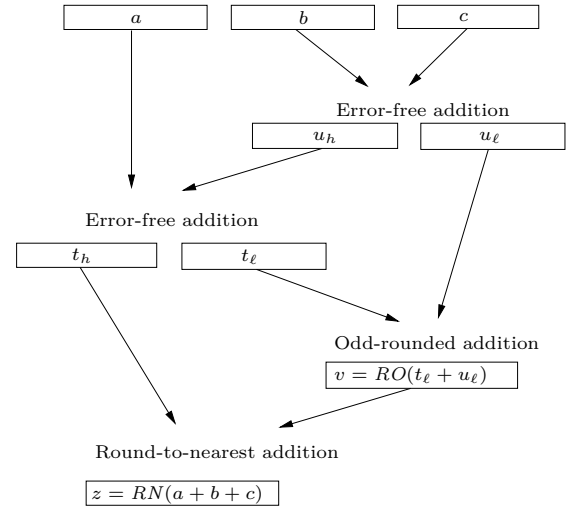 a b c
Error-free addition
u_h u_ℓ
Error-free addition
t_h t_ℓ
Odd-rounded addition
v = RO(t_ℓ + u_ℓ)
Round-to-nearest addition
z = RN(a + b + c)